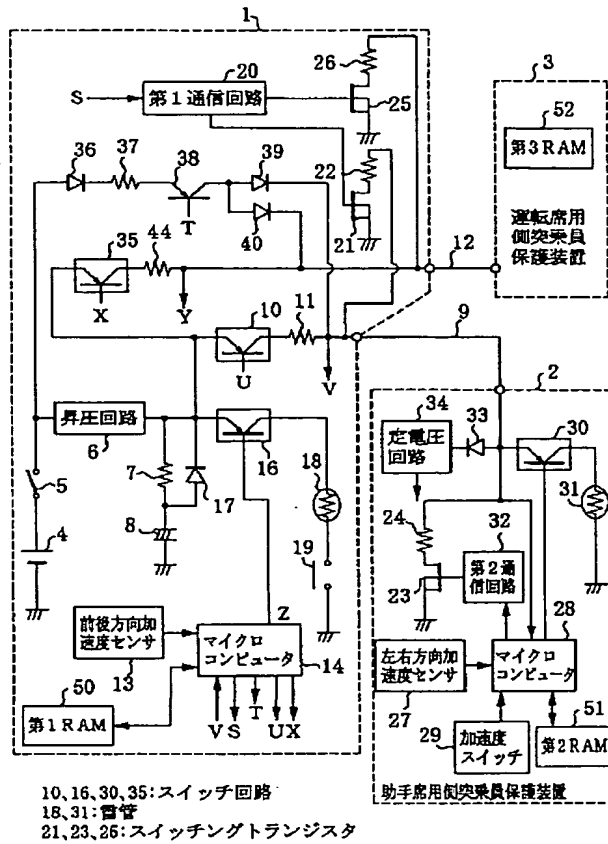 1
3
20
26
S
第1通信回路
25
52
第3RAM
22
36
37
38
39
T
40
21
運転席用
側突乗員
保護装置
35
44
12
X
Y
10
11
9
U
V
2
昇圧回路
6
16
34
定電圧
回路
33
30
5
7
17
18
31
24
32
8
4
19
第2通信
回路
23
28
Z
前後方向加
速度センサ
13
マイクロ
コンピュータ
14
左右方向加
速度センサ
27
マイクロ
コンピュータ
50
第1RAM
V S T U X
29
加速度
スイッチ
51
第2RAM
助手席用側突乗員保護装置
10,16,30,35:スイッチ回路
18,31:雷管
21,23,26:スイッチングトランジスタ